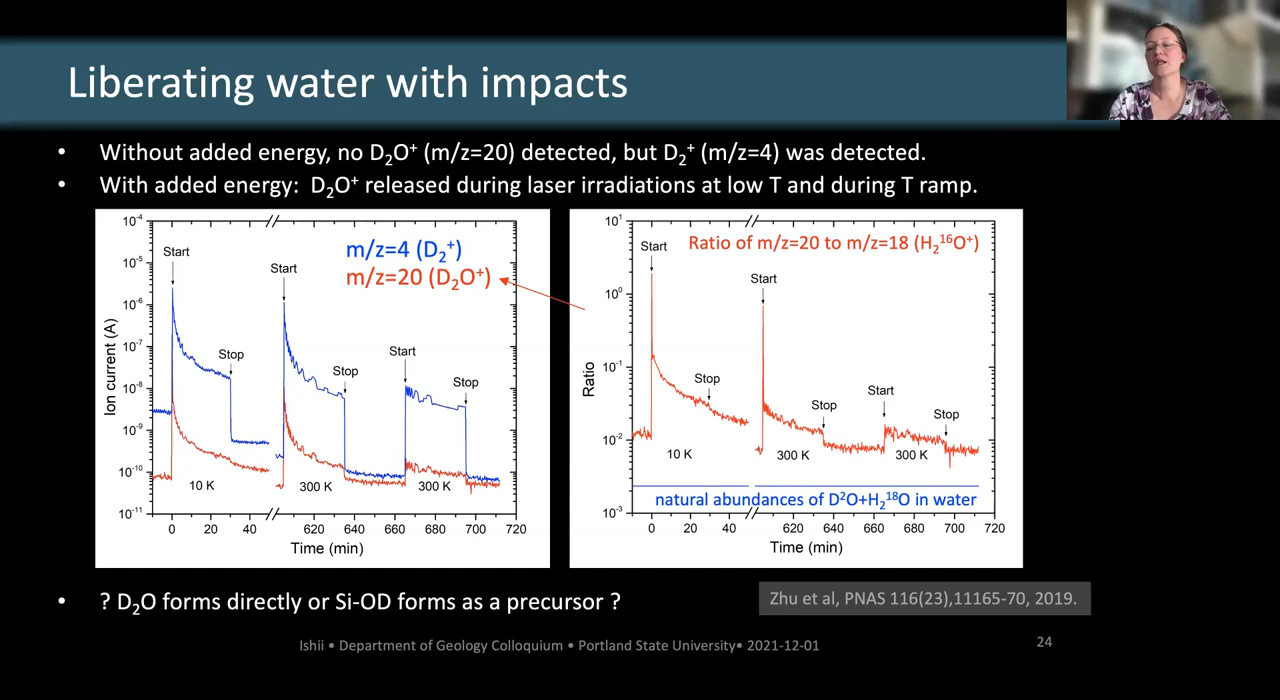 Liberating water with impacts
• Without added energy, no D₂O⁺ (m/z=20) detected, but D₂⁺ (m/z=4) was detected.
• With added energy: D₂O⁺ released during laser irradiations at low T and during T ramp.
10⁻⁴
10⁻⁵
10⁻⁶
10⁻⁷
10⁻⁸
10⁻⁹
10⁻¹⁰
10⁻¹¹
Ion current (A)
m/z=4 (D₂⁺)
m/z=20 (D₂O⁺)
Start
Stop
Start
Stop
Start
Stop
10 K
300 K
300 K
0 20 40 620 640 660 680 700 720
Time (min)
10¹
10⁰
10⁻¹
10⁻²
10⁻³
Ratio
Ratio of m/z=20 to m/z=18 (H₂¹⁶O⁺)
Start
Stop
Start
Stop
Start
Stop
10 K
300 K
300 K
natural abundances of D²O+H₂¹⁸O in water
0 20 40 620 640 660 680 700 720
Time (min)
• ? D₂O forms directly or Si-OD forms as a precursor ?
Zhu et al, PNAS 116(23),11165-70, 2019.
Ishii • Department of Geology Colloquium • Portland State University• 2021-12-01
24